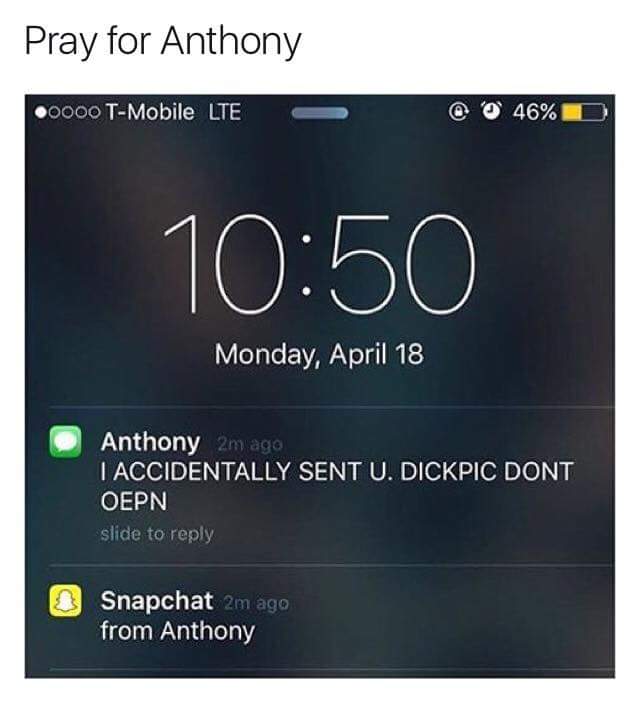 Pray for Anthony
T-Mobile LTE 46%
10:50
Monday, April 18
Anthony 2m ago
I ACCIDENTALLY SENT U. DICKPIC DONT
OEPN
slide to reply
Snapchat 2m ago
from Anthony